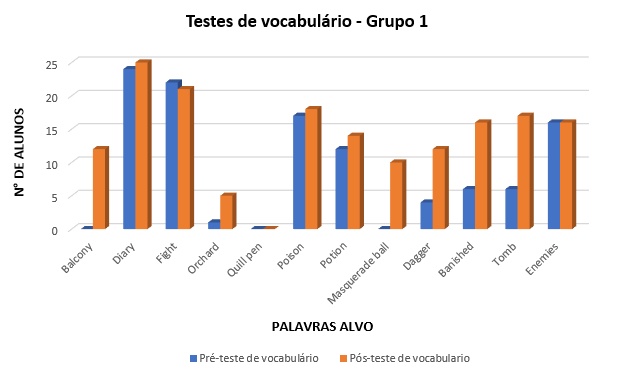 Testes de vocabulário - Grupo 1
Nº DE ALUNOS
25
20
15
10
5
0
Balcony
Diary
Fight
Orchard
Quill pen
Poison
Potion
Masquerade ball
Dagger
Banished
Tomb
Enemies
PALAVRAS ALVO
Pré-teste de vocabulário
Pós-teste de vocabulario